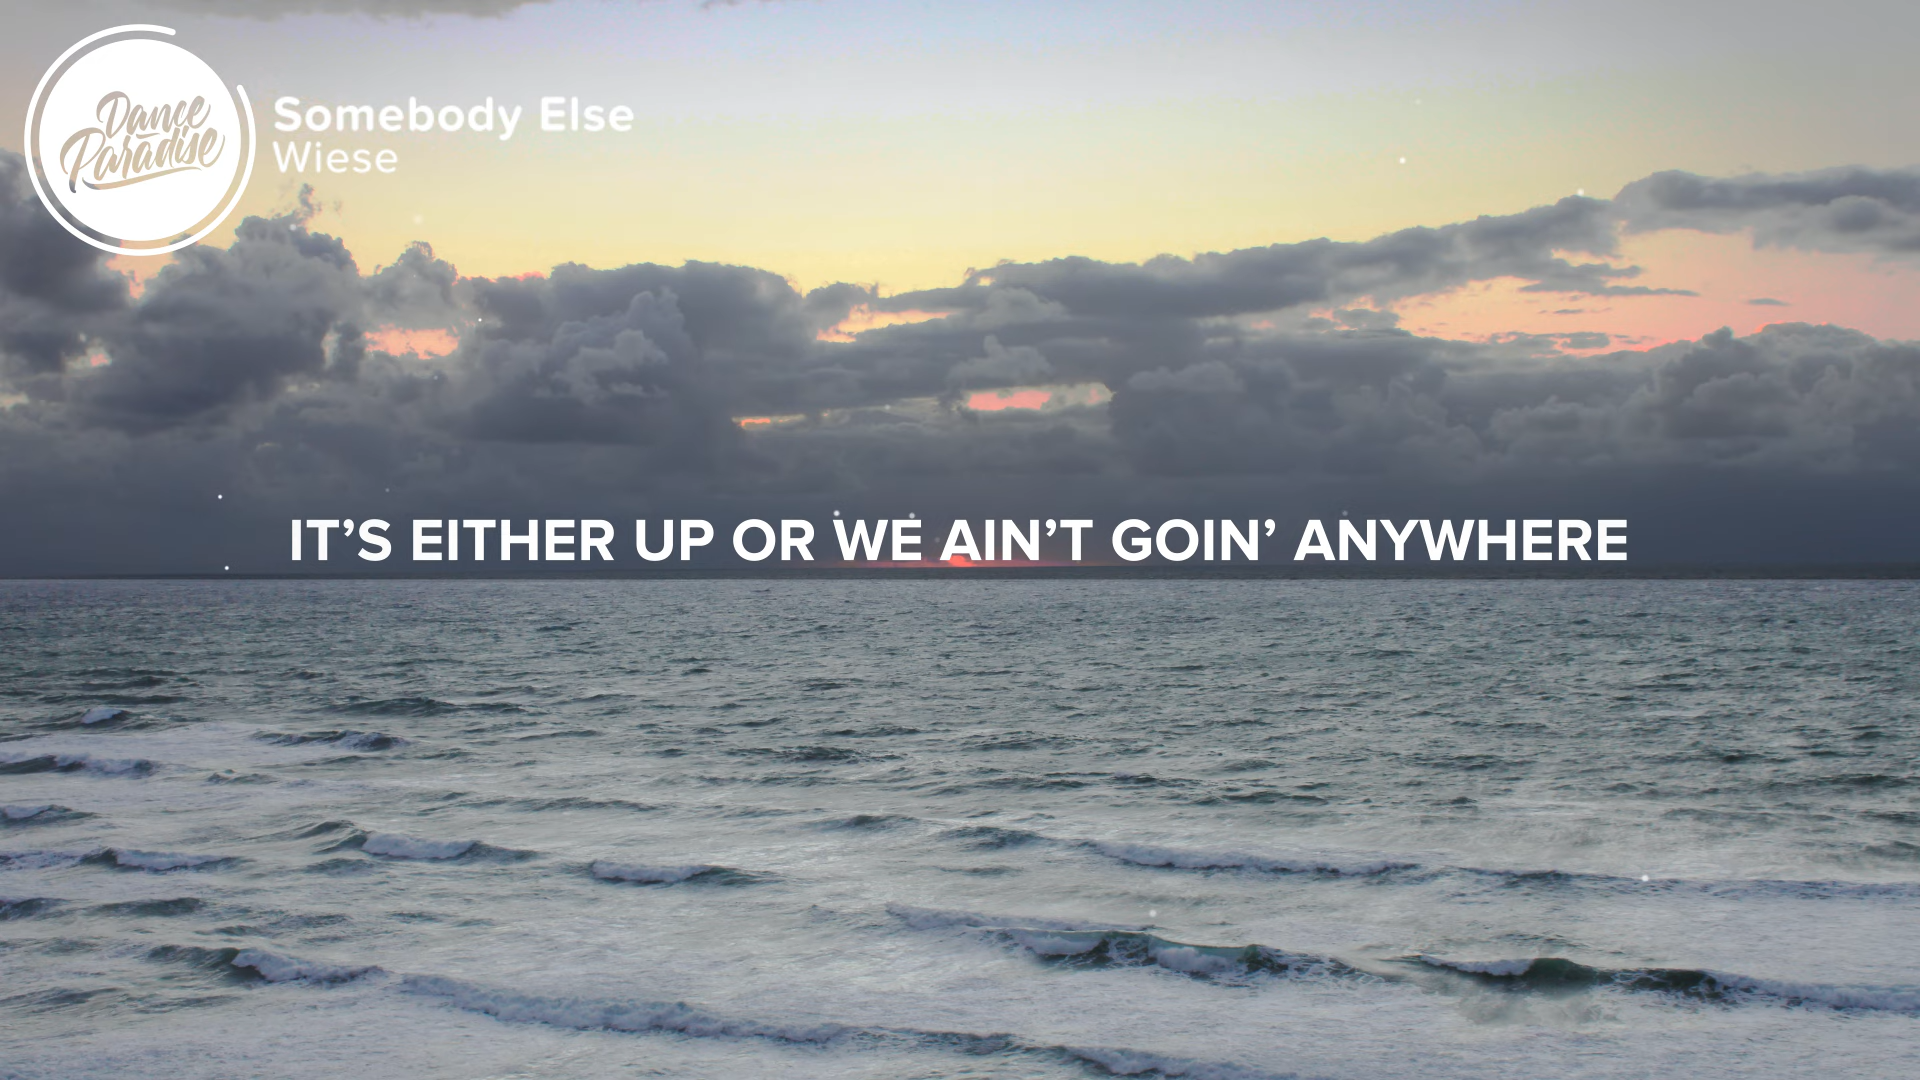 Dance
Paradise
Somebody Else
Wiese
IT’S EITHER UP OR WE AIN’T GOIN’ ANYWHERE